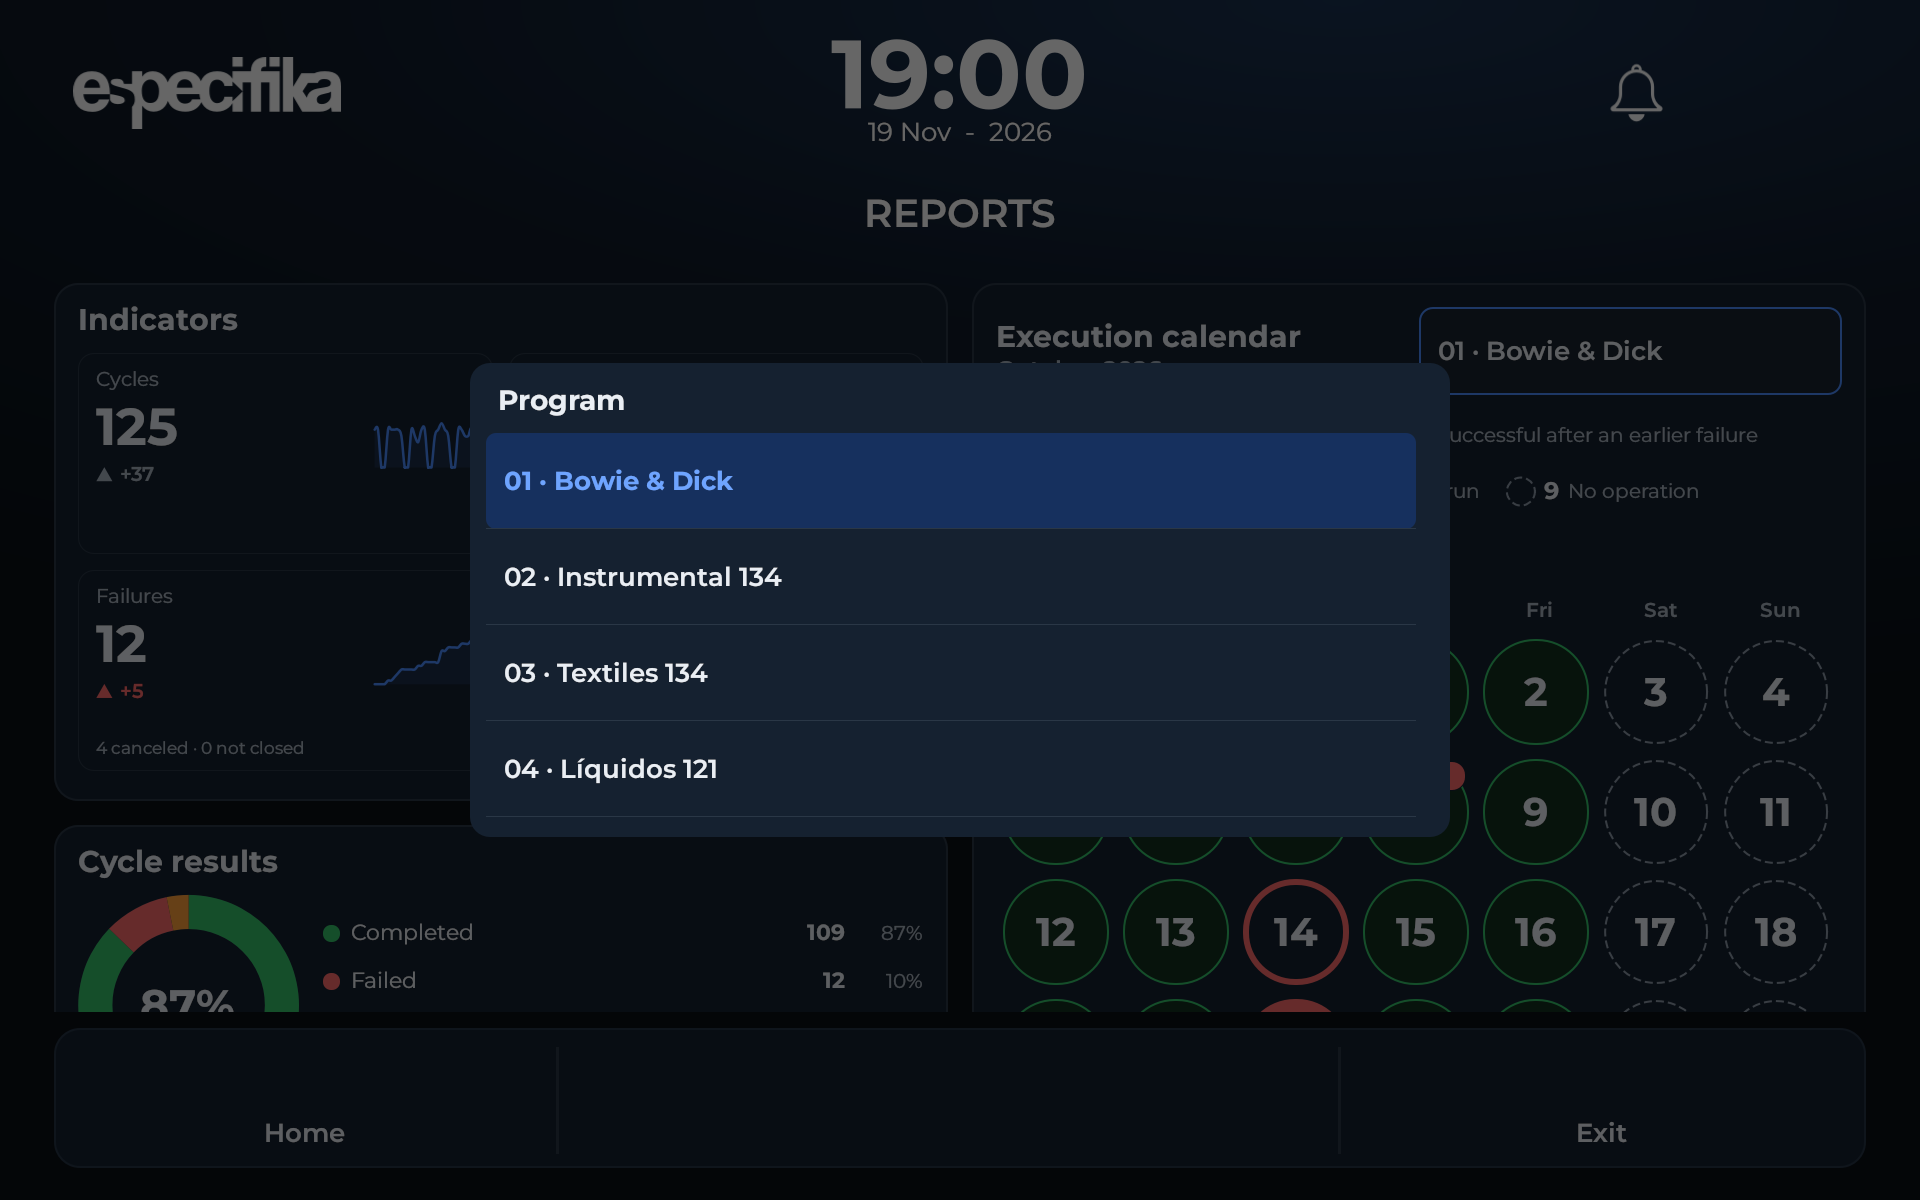 especifika
19:00
19 Nov - 2026
REPORTS
Indicators
Cycles
125
▲ +37
Failures
12
▲ +5
4 canceled · 0 not closed
Cycle results
87%
Completed 109 87%
Failed 12 10%
Execution calendar
01 · Bowie & Dick
uccessful after an earlier failure
run
9 No operation
Fri Sat Sun
2 3 4
9 10 11
12 13 14 15 16 17 18
Program
01 · Bowie & Dick
02 · Instrumental 134
03 · Textiles 134
04 · Líquidos 121
Home
Exit